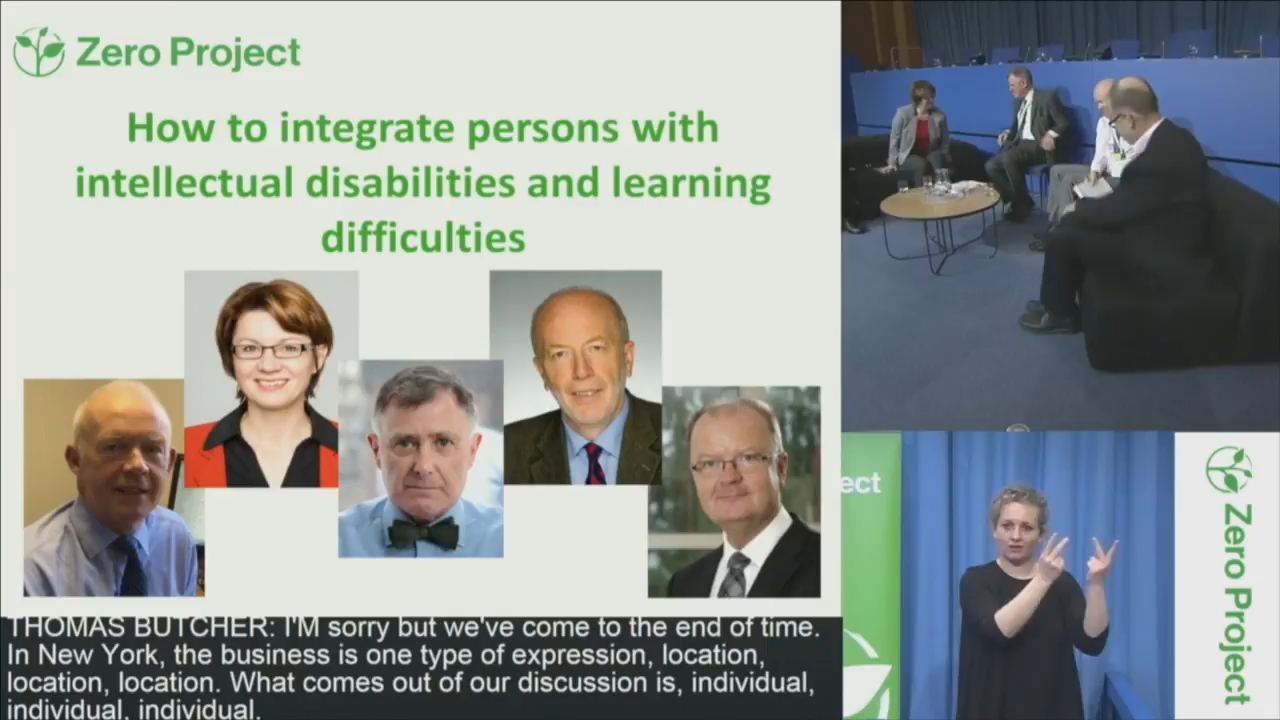 Zero Project
How to integrate persons with
intellectual disabilities and learning
difficulties
THOMAS BUTCHER: I'M sorry but we've come to the end of time.
In New York, the business is one type of expression, location,
location, location. What comes out of our discussion is, individual,
individual, individual.
ect
Zero Project